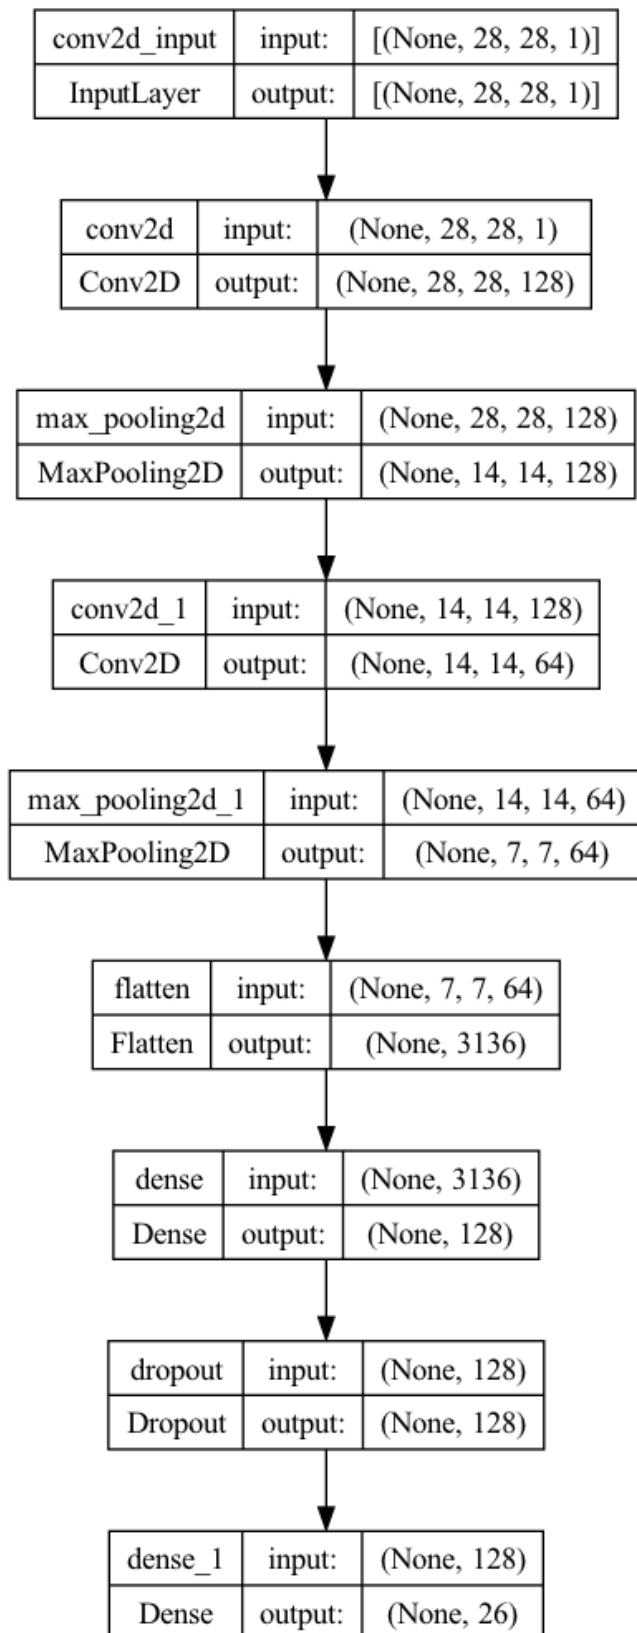 conv2d_input input: [(None, 28, 28, 1)]
InputLayer output: [(None, 28, 28, 1)]
conv2d input: (None, 28, 28, 1)
Conv2D output: (None, 28, 28, 128)
max_pooling2d input: (None, 28, 28, 128)
MaxPooling2D output: (None, 14, 14, 128)
conv2d_1 input: (None, 14, 14, 128)
Conv2D output: (None, 14, 14, 64)
max_pooling2d_1 input: (None, 14, 14, 64)
MaxPooling2D output: (None, 7, 7, 64)
flatten input: (None, 7, 7, 64)
Flatten output: (None, 3136)
dense input: (None, 3136)
Dense output: (None, 128)
dropout input: (None, 128)
Dropout output: (None, 128)
dense_1 input: (None, 128)
Dense output: (None, 26)